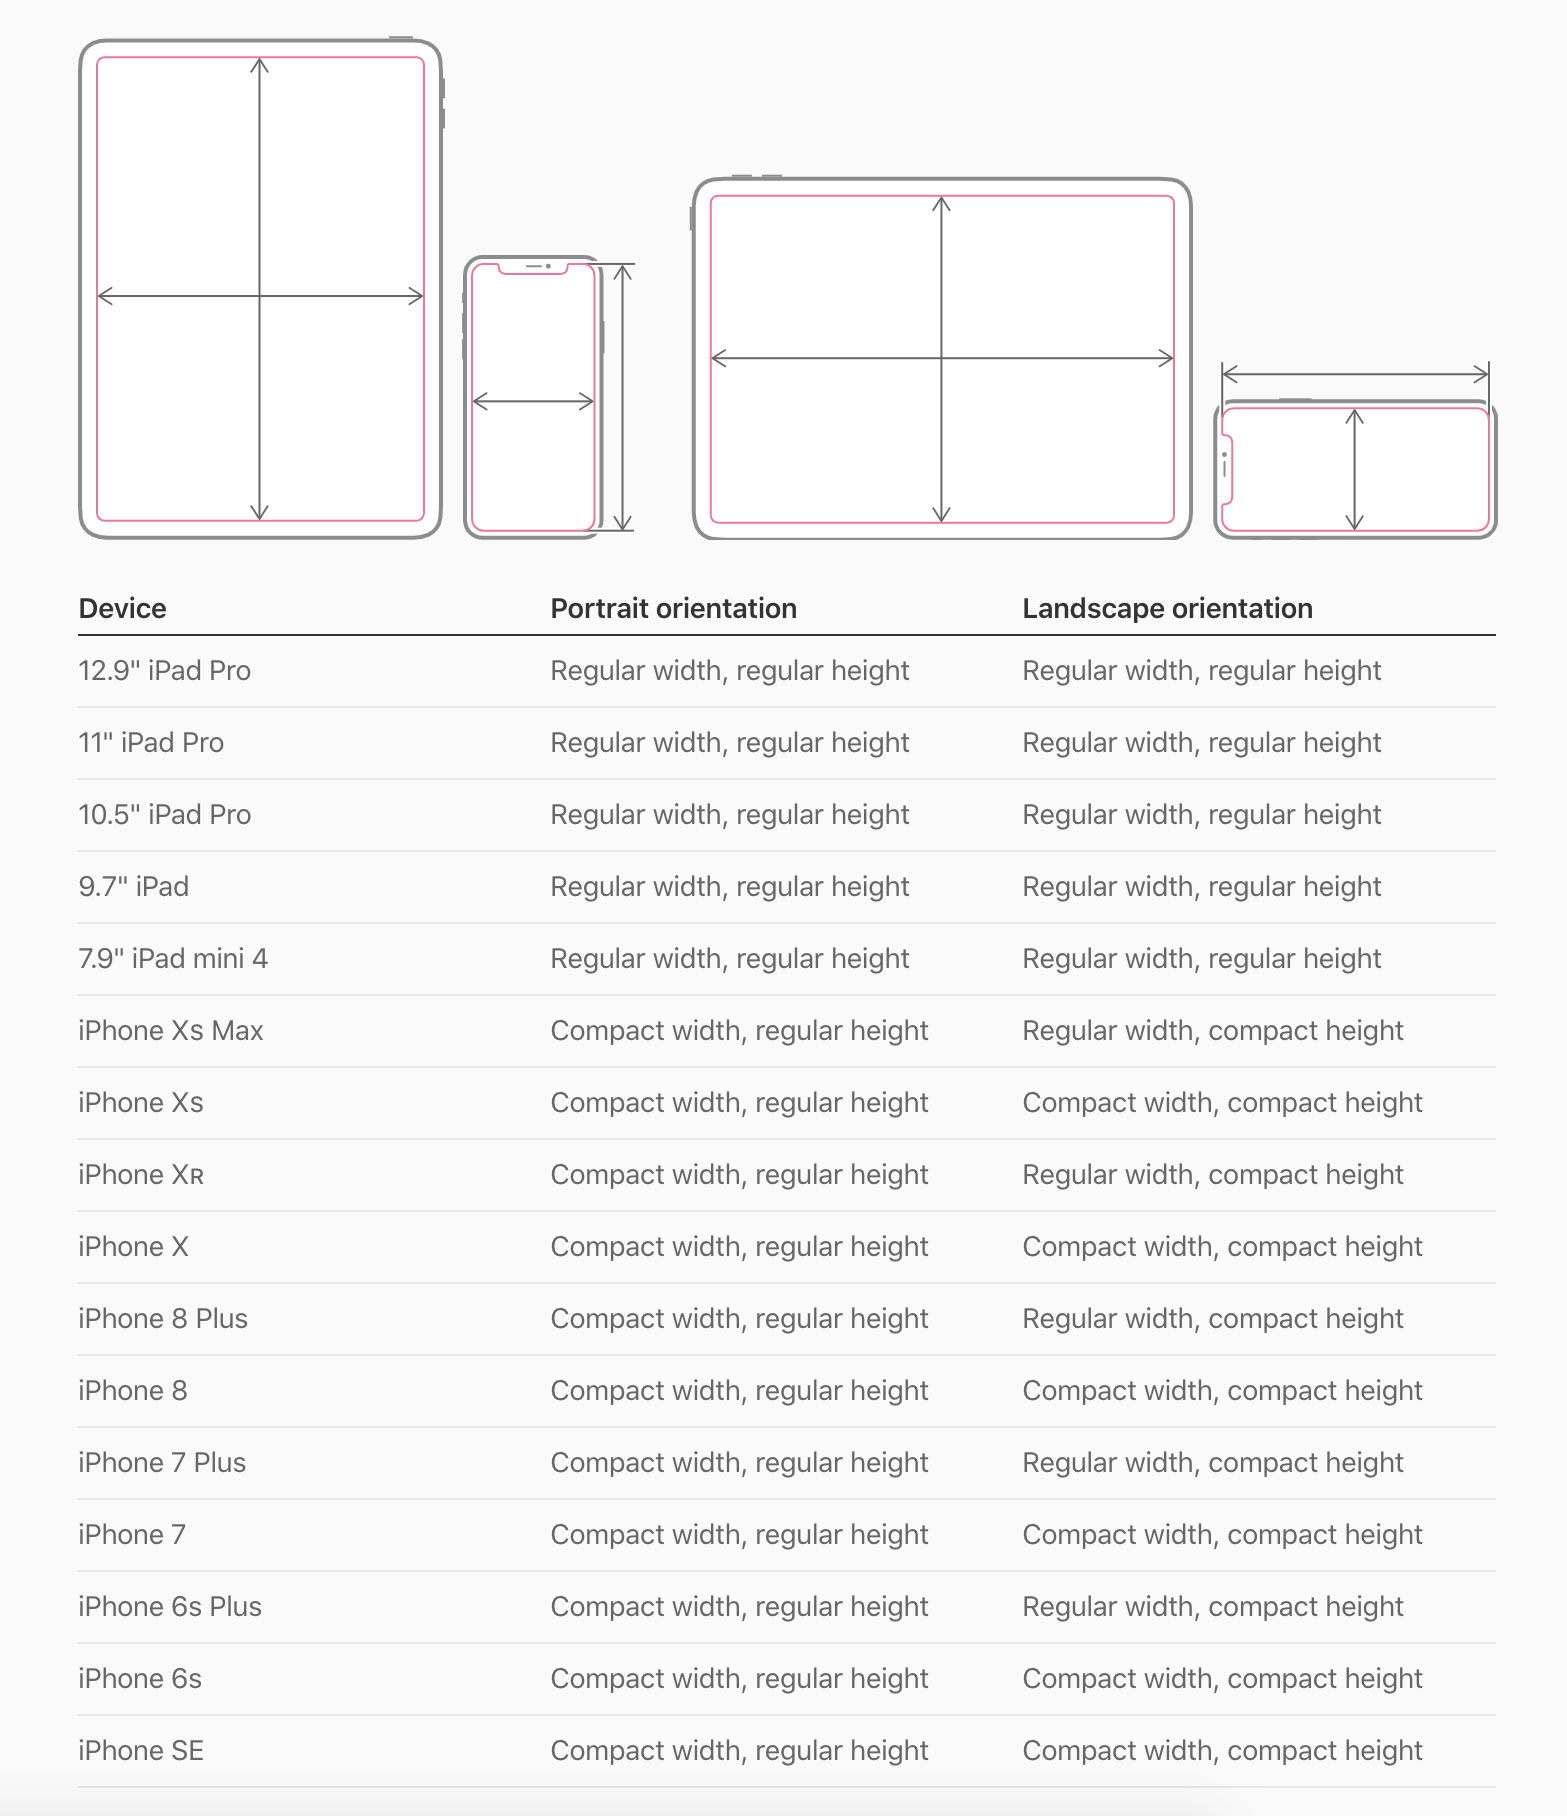 Device Portrait orientation Landscape orientation
12.9" iPad Pro Regular width, regular height Regular width, regular height
11" iPad Pro Regular width, regular height Regular width, regular height
10.5" iPad Pro Regular width, regular height Regular width, regular height
9.7" iPad Regular width, regular height Regular width, regular height
7.9" iPad mini 4 Regular width, regular height Regular width, regular height
iPhone Xs Max Compact width, regular height Regular width, compact height
iPhone Xs Compact width, regular height Compact width, compact height
iPhone XR Compact width, regular height Regular width, compact height
iPhone X Compact width, regular height Compact width, compact height
iPhone 8 Plus Compact width, regular height Regular width, compact height
iPhone 8 Compact width, regular height Compact width, compact height
iPhone 7 Plus Compact width, regular height Regular width, compact height
iPhone 7 Compact width, regular height Compact width, compact height
iPhone 6s Plus Compact width, regular height Regular width, compact height
iPhone 6s Compact width, regular height Compact width, compact height
iPhone SE Compact width, regular height Compact width, compact height